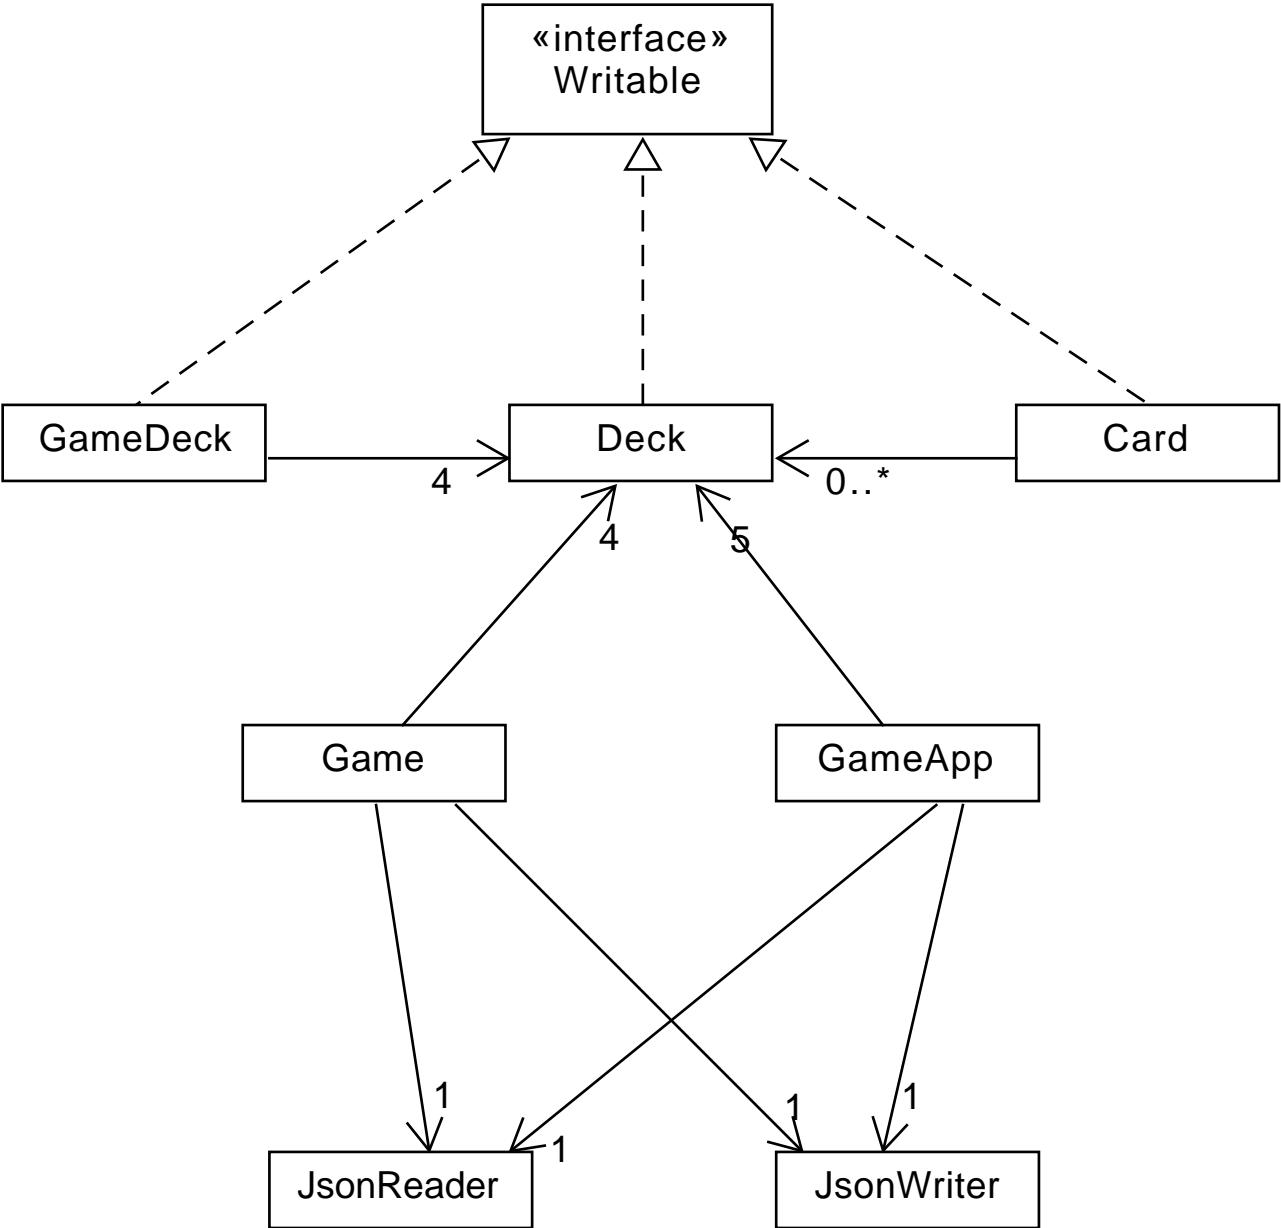 «interface»
Writable
GameDeck
Deck
Card
4
0..*
4
5
Game
GameApp
1
1
1
1
JsonReader
JsonWriter